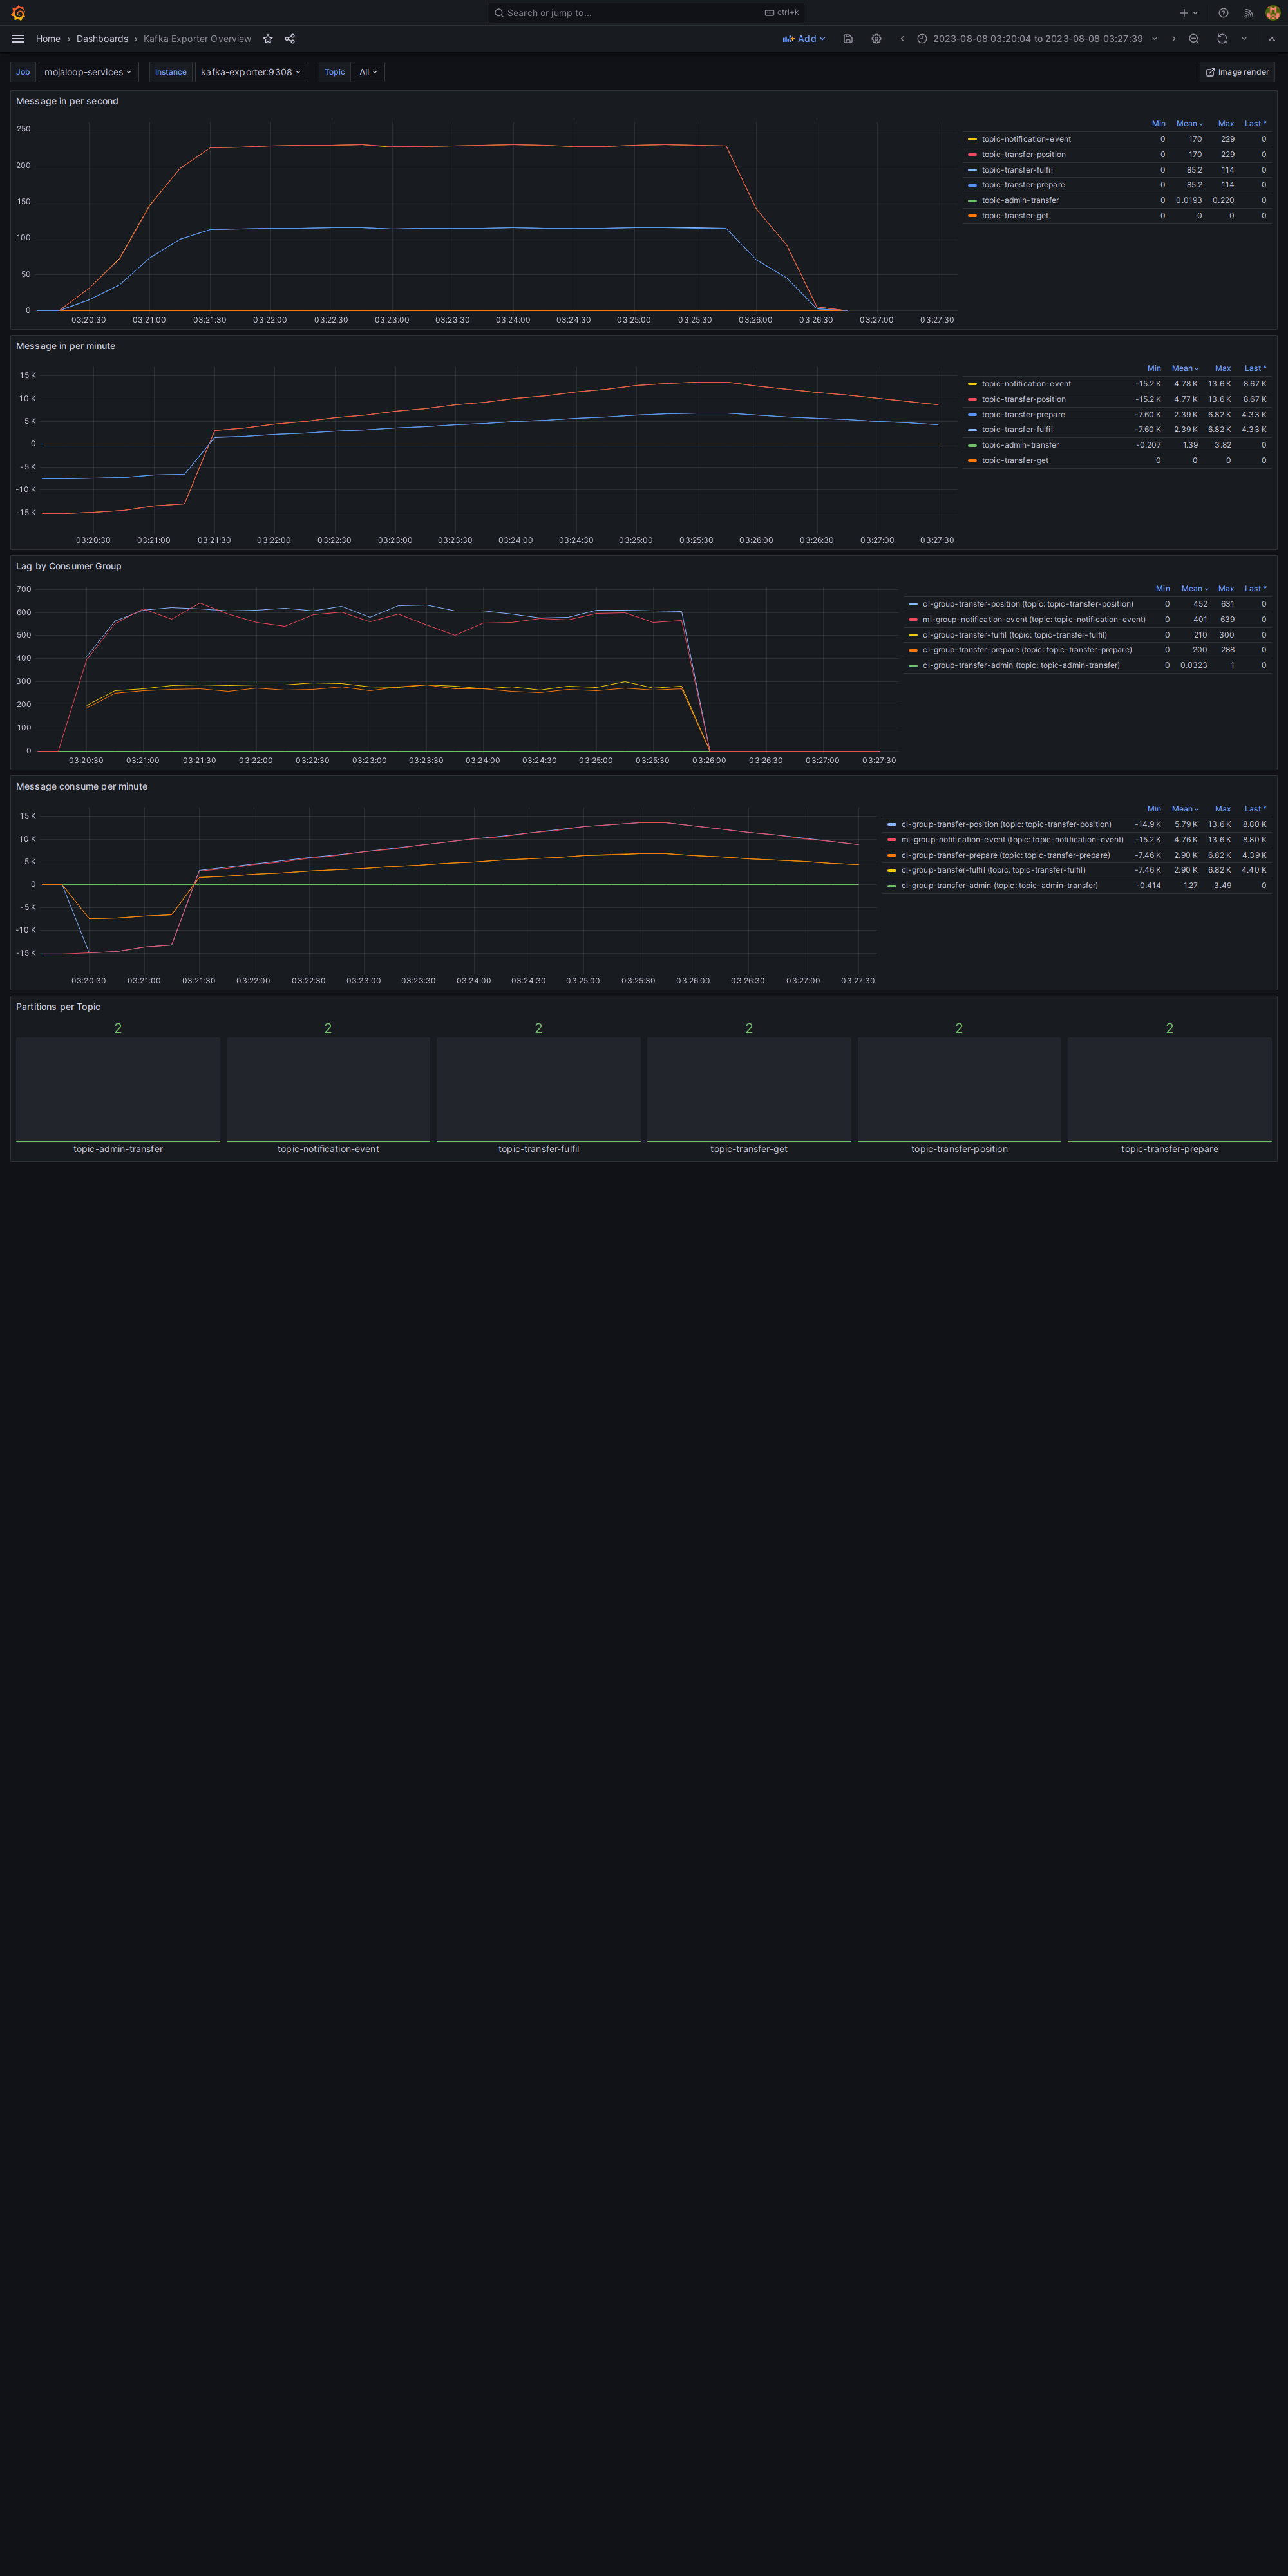 Search or jump to... ctrl+k
Home › Dashboards › Kafka Exporter Overview Add 2023-08-08 03:20:04 to 2023-08-08 03:27:39
Job mojaloop-services Instance kafka-exporter:9308 Topic All Image render
Message in per second
250
200
150
100
50
0
03:20:30 03:21:00 03:21:30 03:22:00 03:22:30 03:23:00 03:23:30 03:24:00 03:24:30 03:25:00 03:25:30 03:26:00 03:26:30 03:27:00 03:27:30
Min Mean Max Last *
topic-notification-event 0 170 229 0
topic-transfer-position 0 170 229 0
topic-transfer-fulfil 0 85.2 114 0
topic-transfer-prepare 0 85.2 114 0
topic-admin-transfer 0 0.0193 0.220 0
topic-transfer-get 0 0 0 0
Message in per minute
15 K
10 K
5 K
0
-5 K
-10 K
-15 K
03:20:30 03:21:00 03:21:30 03:22:00 03:22:30 03:23:00 03:23:30 03:24:00 03:24:30 03:25:00 03:25:30 03:26:00 03:26:30 03:27:00 03:27:30
Min Mean Max Last *
topic-notification-event -15.2 K 4.78 K 13.6 K 8.67 K
topic-transfer-position -15.2 K 4.77 K 13.6 K 8.67 K
topic-transfer-prepare -7.60 K 2.39 K 6.82 K 4.33 K
topic-transfer-fulfil -7.60 K 2.39 K 6.82 K 4.33 K
topic-admin-transfer -0.207 1.39 3.82 0
topic-transfer-get 0 0 0 0
Lag by Consumer Group
700
600
500
400
300
200
100
0
03:20:30 03:21:00 03:21:30 03:22:00 03:22:30 03:23:00 03:23:30 03:24:00 03:24:30 03:25:00 03:25:30 03:26:00 03:26:30 03:27:00 03:27:30
Min Mean Max Last *
cl-group-transfer-position (topic: topic-transfer-position) 0 452 631 0
ml-group-notification-event (topic: topic-notification-event) 0 401 639 0
cl-group-transfer-fulfil (topic: topic-transfer-fulfil) 0 210 300 0
cl-group-transfer-prepare (topic: topic-transfer-prepare) 0 200 288 0
cl-group-transfer-admin (topic: topic-admin-transfer) 0 0.0323 1 0
Message consume per minute
15 K
10 K
5 K
0
-5 K
-10 K
-15 K
03:20:30 03:21:00 03:21:30 03:22:00 03:22:30 03:23:00 03:23:30 03:24:00 03:24:30 03:25:00 03:25:30 03:26:00 03:26:30 03:27:00 03:27:30
Min Mean Max Last *
cl-group-transfer-position (topic: topic-transfer-position) -14.9 K 5.79 K 13.6 K 8.80 K
ml-group-notification-event (topic: topic-notification-event) -15.2 K 4.76 K 13.6 K 8.80 K
cl-group-transfer-prepare (topic: topic-transfer-prepare) -7.46 K 2.90 K 6.82 K 4.39 K
cl-group-transfer-fulfil (topic: topic-transfer-fulfil) -7.46 K 2.90 K 6.82 K 4.40 K
cl-group-transfer-admin (topic: topic-admin-transfer) -0.414 1.27 3.49 0
Partitions per Topic
2 2 2 2 2 2
topic-admin-transfer topic-notification-event topic-transfer-fulfil topic-transfer-get topic-transfer-position topic-transfer-prepare